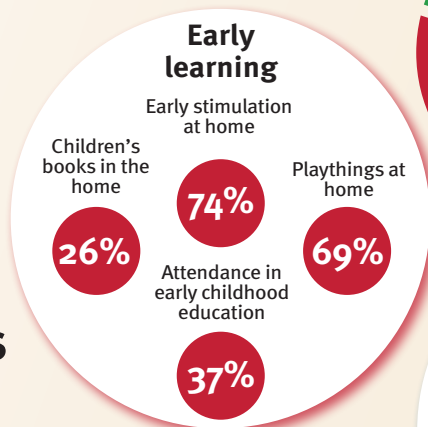 Early
learning
Early stimulation
at home
74%
Children's
books in the
home
26%
Playthings at
home
69%
Attendance in
early childhood
education
37%
s